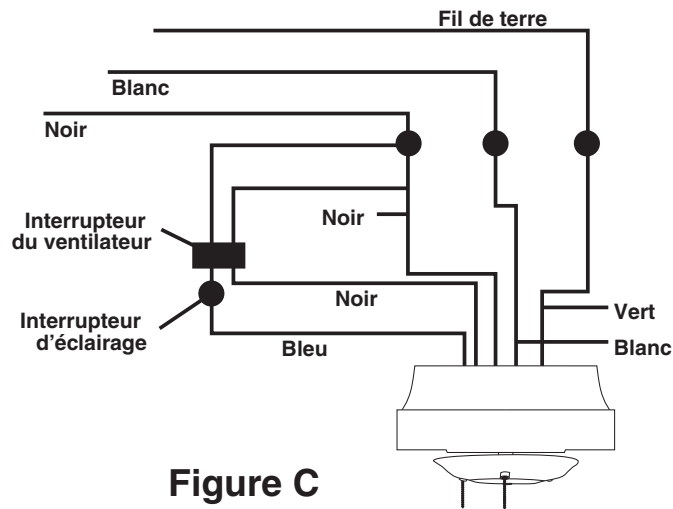 Fil de terre
Blanc
Noir
Noir
Interrupteur
du ventilateur
Noir
Vert
Interrupteur
d'éclairage
Bleu
Blanc
Figure C